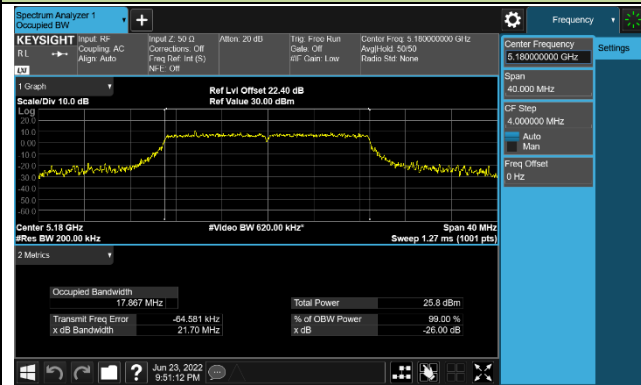 Spectrum Analyzer 1
Occupied BW
Frequency
KEYSIGHT
Input: RF
Coupling: AC
Align: Auto
Input Z: 50 Ω
Corrections: Off
Freq Ref: Int (S)
NFE: Off
Atten: 20 dB
Trig: Free Run
Gate: Off
#IF Gain: Low
Center Freq: 5.180000000 GHz
Avg|Hold: 50/50
Radio Std: None
RL
LXI
Center Frequency
5.180000000 GHz
Settings
Span
40.000 MHz
CF Step
4.000000 MHz
Auto
Man
Freq Offset
0 Hz
1 Graph
Scale/Div 10.0 dB
Ref Lvl Offset 22.40 dB
Ref Value 30.00 dBm
Log
20.0
10.0
0.00
-10.0
-20.0
-30.0
-40.0
-50.0
-60.0
Center 5.18 GHz
#Res BW 200.00 kHz
#Video BW 620.00 kHz*
Span 40 MHz
Sweep 1.27 ms (1001 pts)
2 Metrics
Occupied Bandwidth
17.867 MHz
Total Power 25.8 dBm
Transmit Freq Error -64.581 kHz
% of OBW Power 99.00 %
x dB Bandwidth 21.70 MHz
x dB -26.00 dB
?
Jun 23, 2022
9:51:12 PM